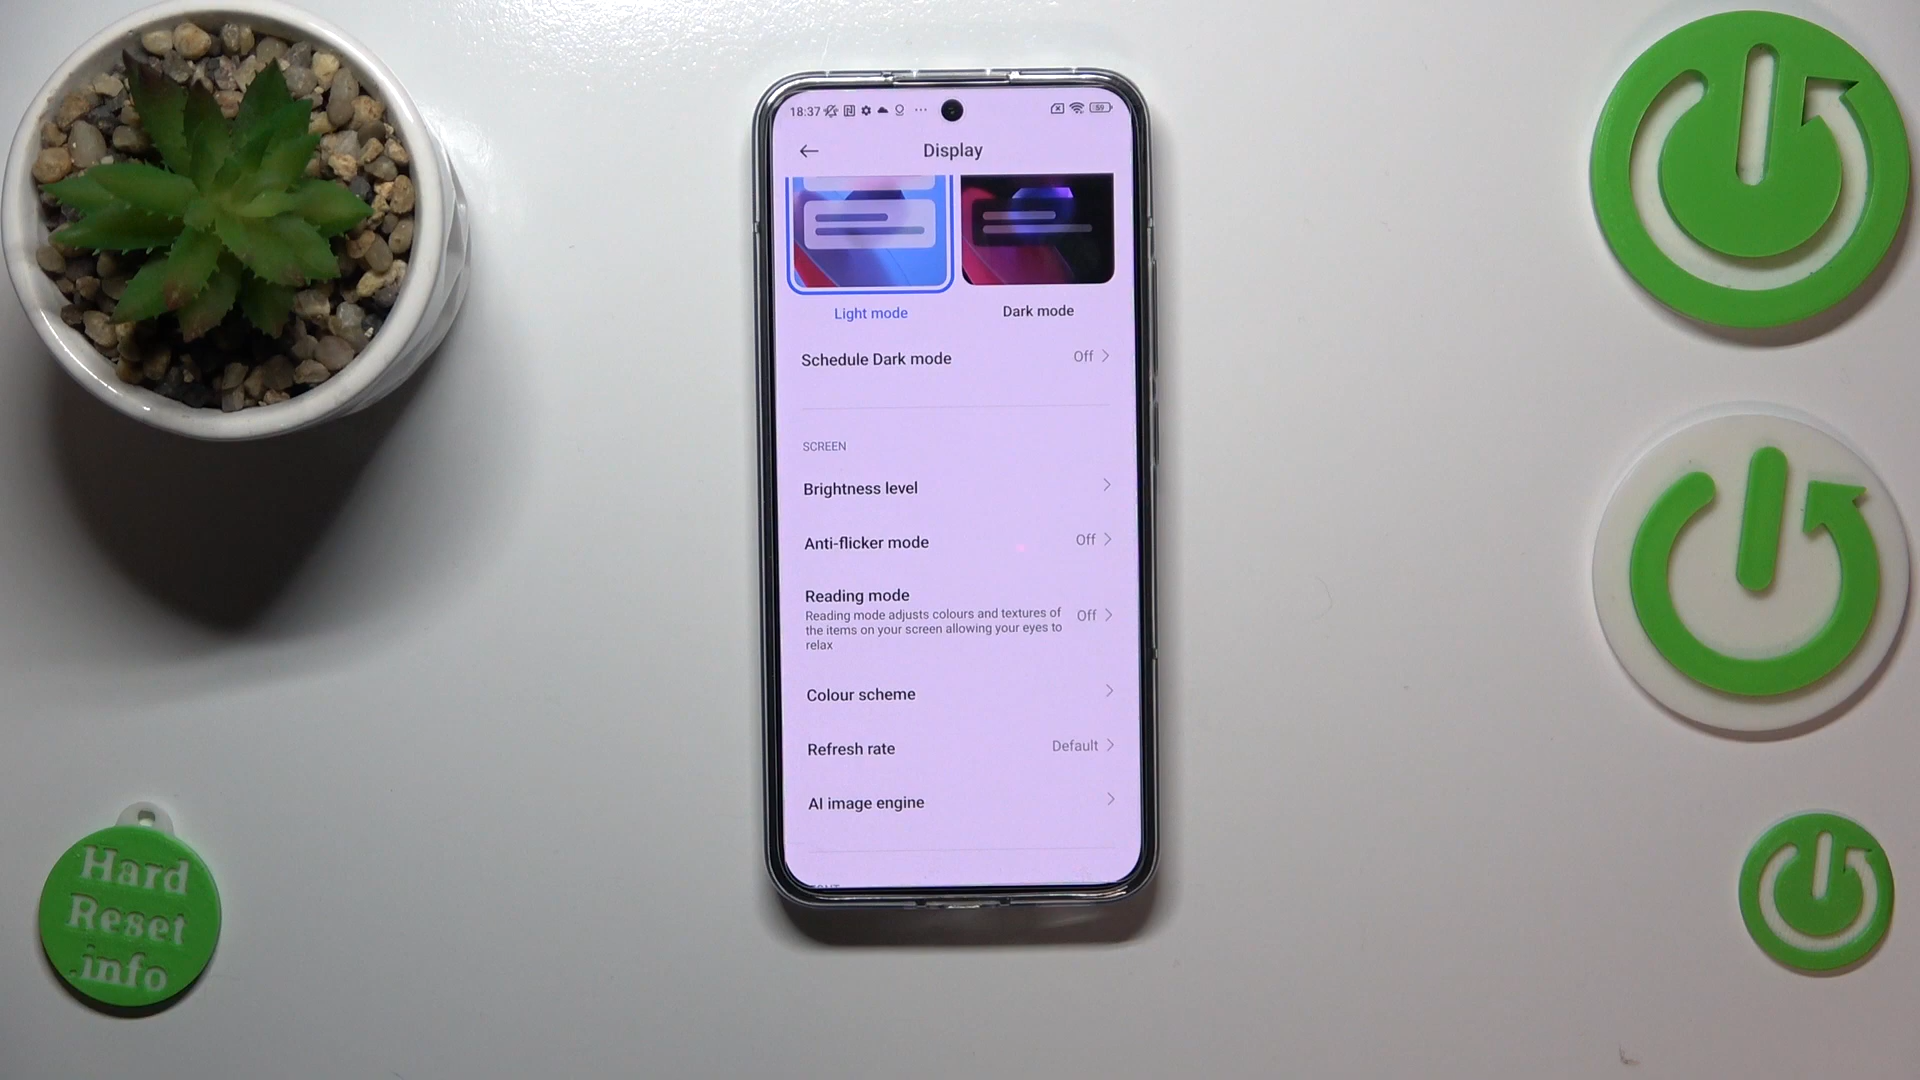 18:37
59
Display
Light mode
Dark mode
Schedule Dark mode
Off
SCREEN
Brightness level
Anti-flicker mode
Off
Reading mode
Reading mode adjusts colours and textures of
the items on your screen allowing your eyes to
relax
Off
Colour scheme
Refresh rate
Default
AI image engine
Hard
Reset
.info